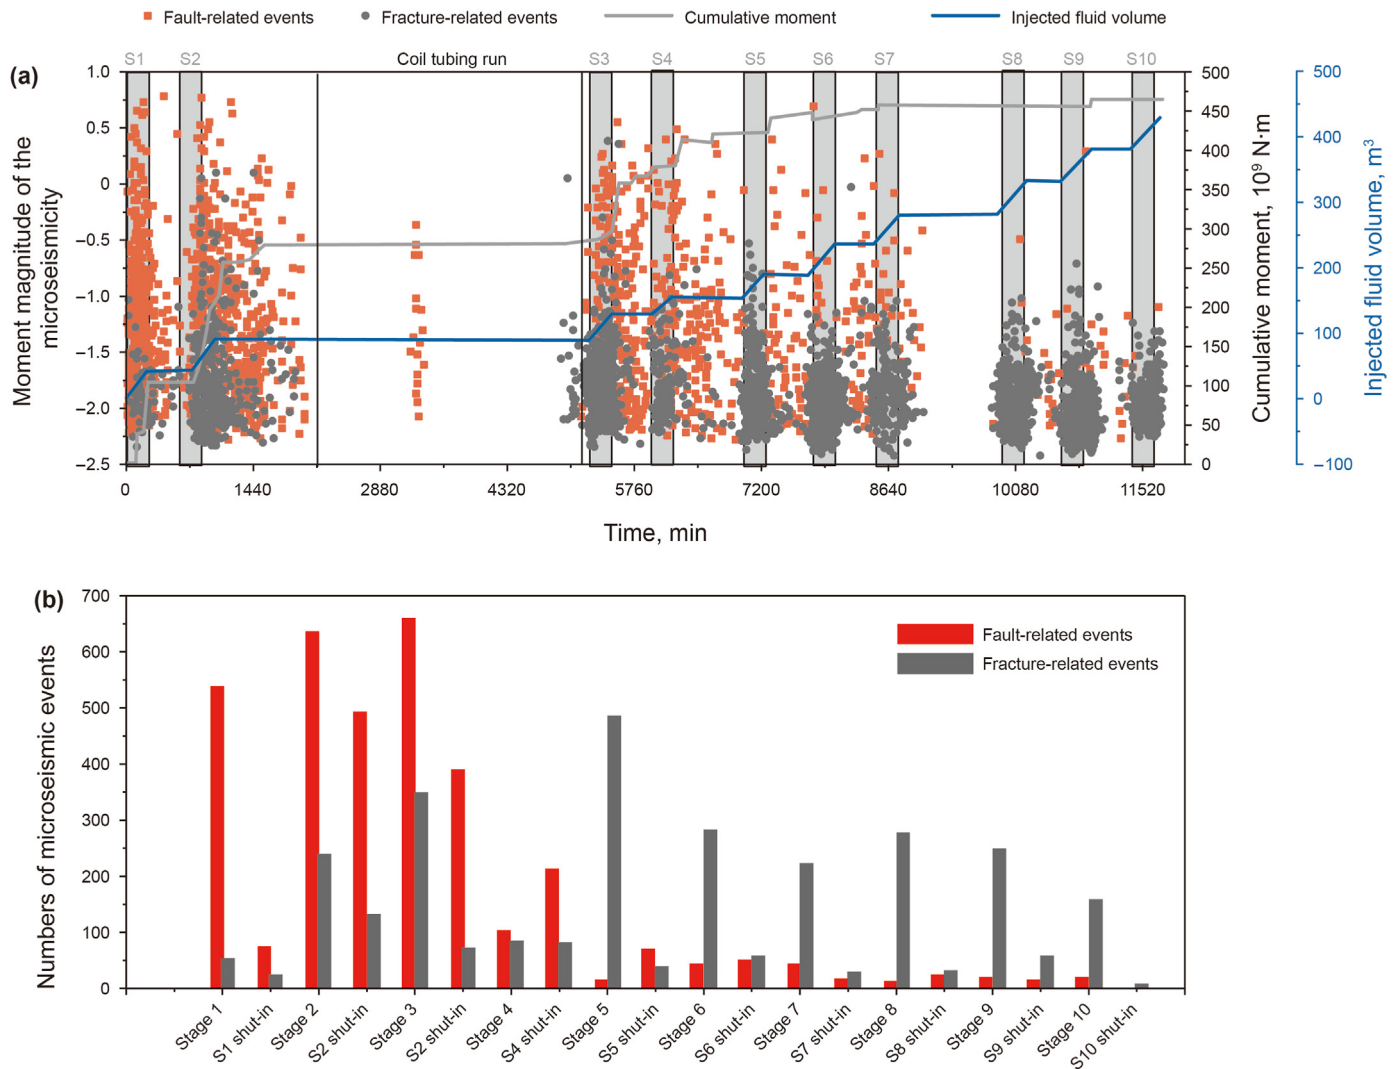 Fault-related events Fracture-related events Cumulative moment Injected fluid volume
(a)
S1 S2 Coil tubing run S3 S4 S5 S6 S7 S8 S9 S10
Moment magnitude of the
microseismicity
1.0
0.5
0
−0.5
−1.0
−1.5
−2.0
−2.5
500
450
400
350
300
250
200
150
100
50
0
Cumulative moment, 10⁹ N·m
500
400
300
200
100
0
−100
Injected fluid volume, m³
0 1440 2880 4320 5760 7200 8640 10080 11520
Time, min
(b)
Numbers of microseismic events
700
600
500
400
300
200
100
0
Fault-related events
Fracture-related events
Stage 1
S1 shut-in
Stage 2
S2 shut-in
Stage 3
S2 shut-in
Stage 4
S4 shut-in
Stage 5
S5 shut-in
Stage 6
S6 shut-in
Stage 7
S7 shut-in
Stage 8
S8 shut-in
Stage 9
S9 shut-in
Stage 10
S10 shut-in